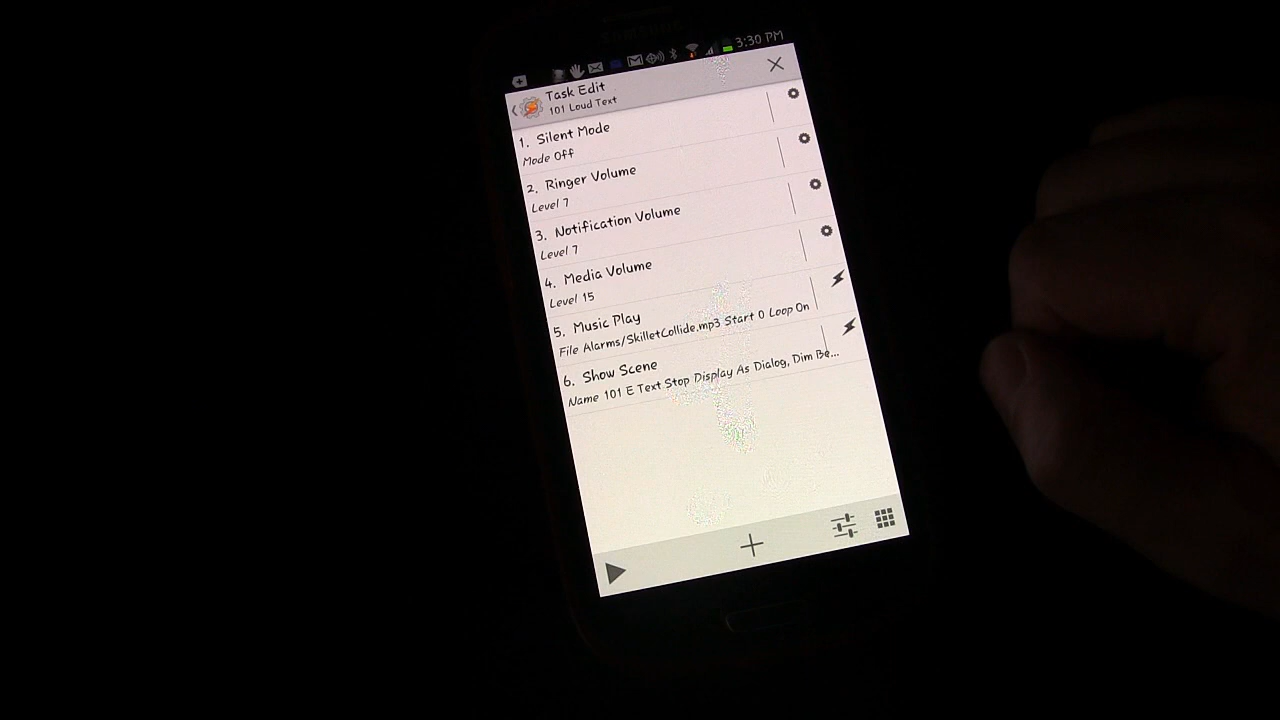 SAMSUNG
3:30 PM
Task Edit
101 Loud Text
1. Silent Mode
Mode Off
2. Ringer Volume
Level 7
3. Notification Volume
Level 7
4. Media Volume
Level 15
5. Music Play
File Alarms/SkilletCollide.mp3 Start 0 Loop On
6. Show Scene
Name 101 E Text Stop Display As Dialog, Dim Be...